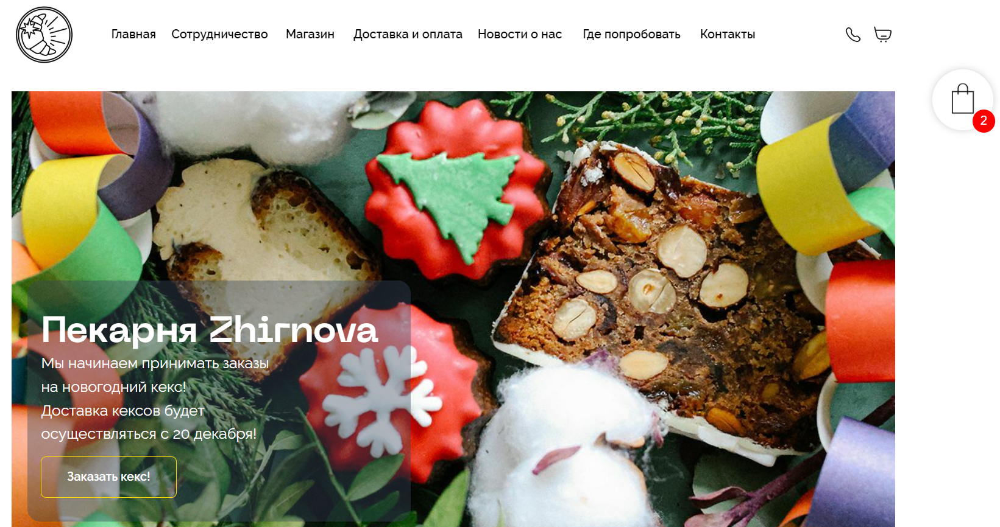 Главная Сотрудничество Магазин Доставка и оплата Новости о нас Где попробовать Контакты
2
Пекарня Zhirnova
Мы начинаем принимать заказы
на новогодний кекс!
Доставка кексов будет
осуществляться с 20 декабря!
Заказать кекс!